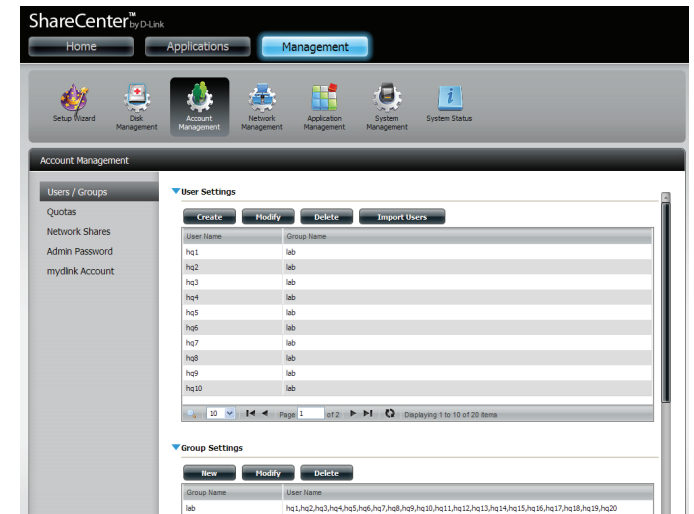 ShareCenter™ by D-Link
Home Applications Management
Setup Wizard Disk Management Account Management Network Management Application Management System Management System Status
Account Management
Users / Groups
Quotas
Network Shares
Admin Password
mydlink Account
User Settings
Create Modify Delete Import Users
User Name Group Name
hq1 lab
hq2 lab
hq3 lab
hq4 lab
hq5 lab
hq6 lab
hq7 lab
hq8 lab
hq9 lab
hq10 lab
10 Page 1 of 2 Displaying 1 to 10 of 20 items
Group Settings
New Modify Delete
Group Name User Name
lab hq1,hq2,hq3,hq4,hq5,hq6,hq7,hq8,hq9,hq10,hq11,hq12,hq13,hq14,hq15,hq16,hq17,hq18,hq19,hq20